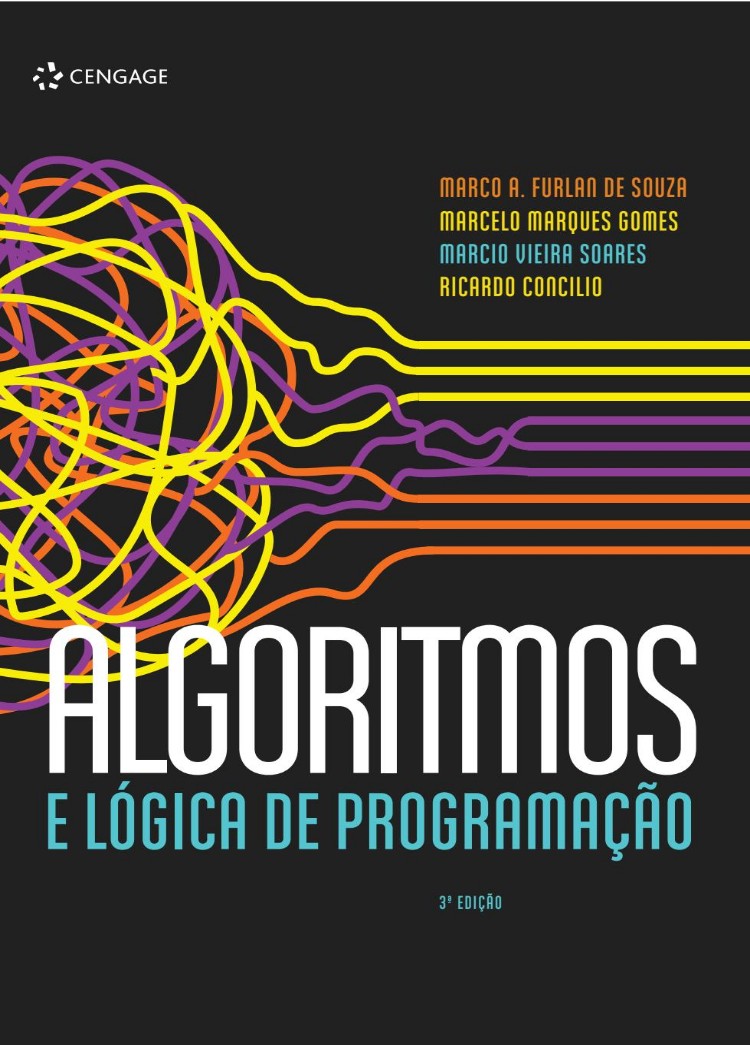 CENGAGE
MARCO A. FURLAN DE SOUZA
MARCELO MARQUES GOMES
MARCIO VIEIRA SOARES
RICARDO CONCILIO
ALGORITMOS
E LÓGICA DE PROGRAMAÇÃO
3ª EDIÇÃO